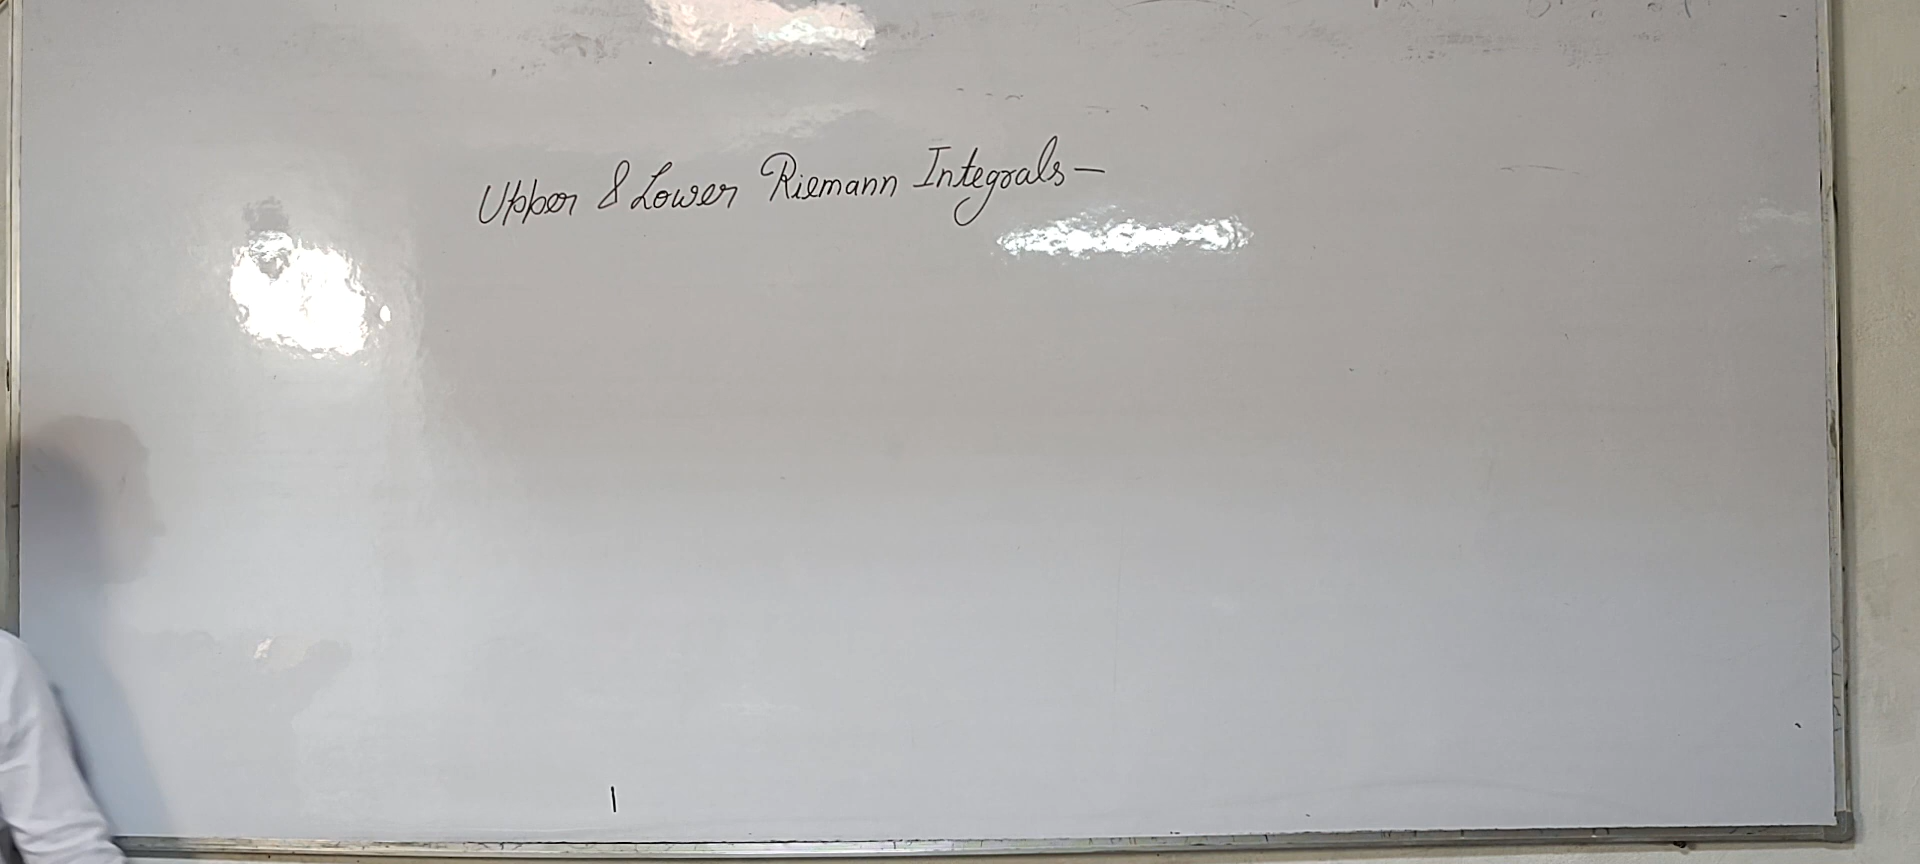 Upper & Lower Riemann Integrals —